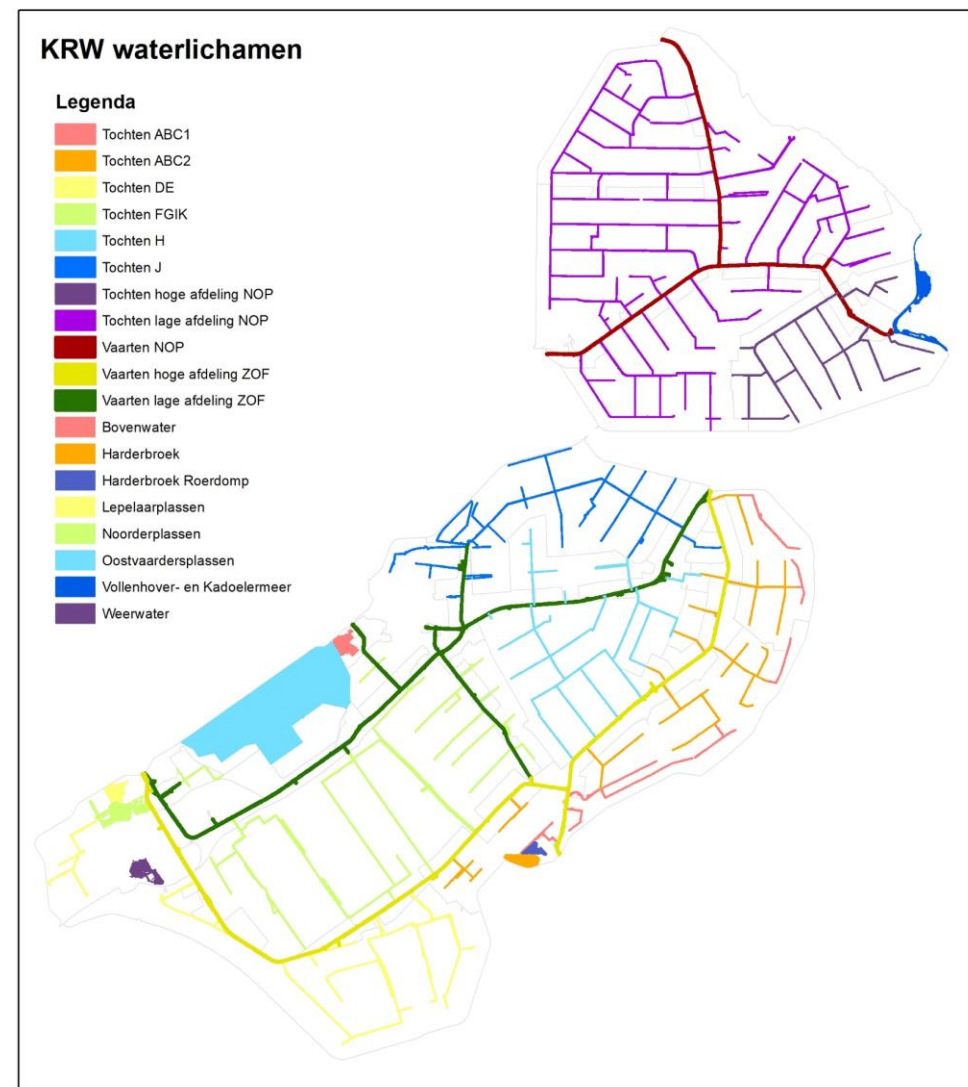 KRW waterlichamen
Legenda
Tochten ABC1
Tochten ABC2
Tochten DE
Tochten FGIK
Tochten H
Tochten J
Tochten hoge afdeling NOP
Tochten lage afdeling NOP
Vaarten NOP
Vaarten hoge afdeling ZOF
Vaarten lage afdeling ZOF
Bovenwater
Harderbroek
Harderbroek Roerdomp
Lepelaarplassen
Noorderplassen
Oostvaardersplassen
Vollenhover- en Kadoelermeer
Weerwater